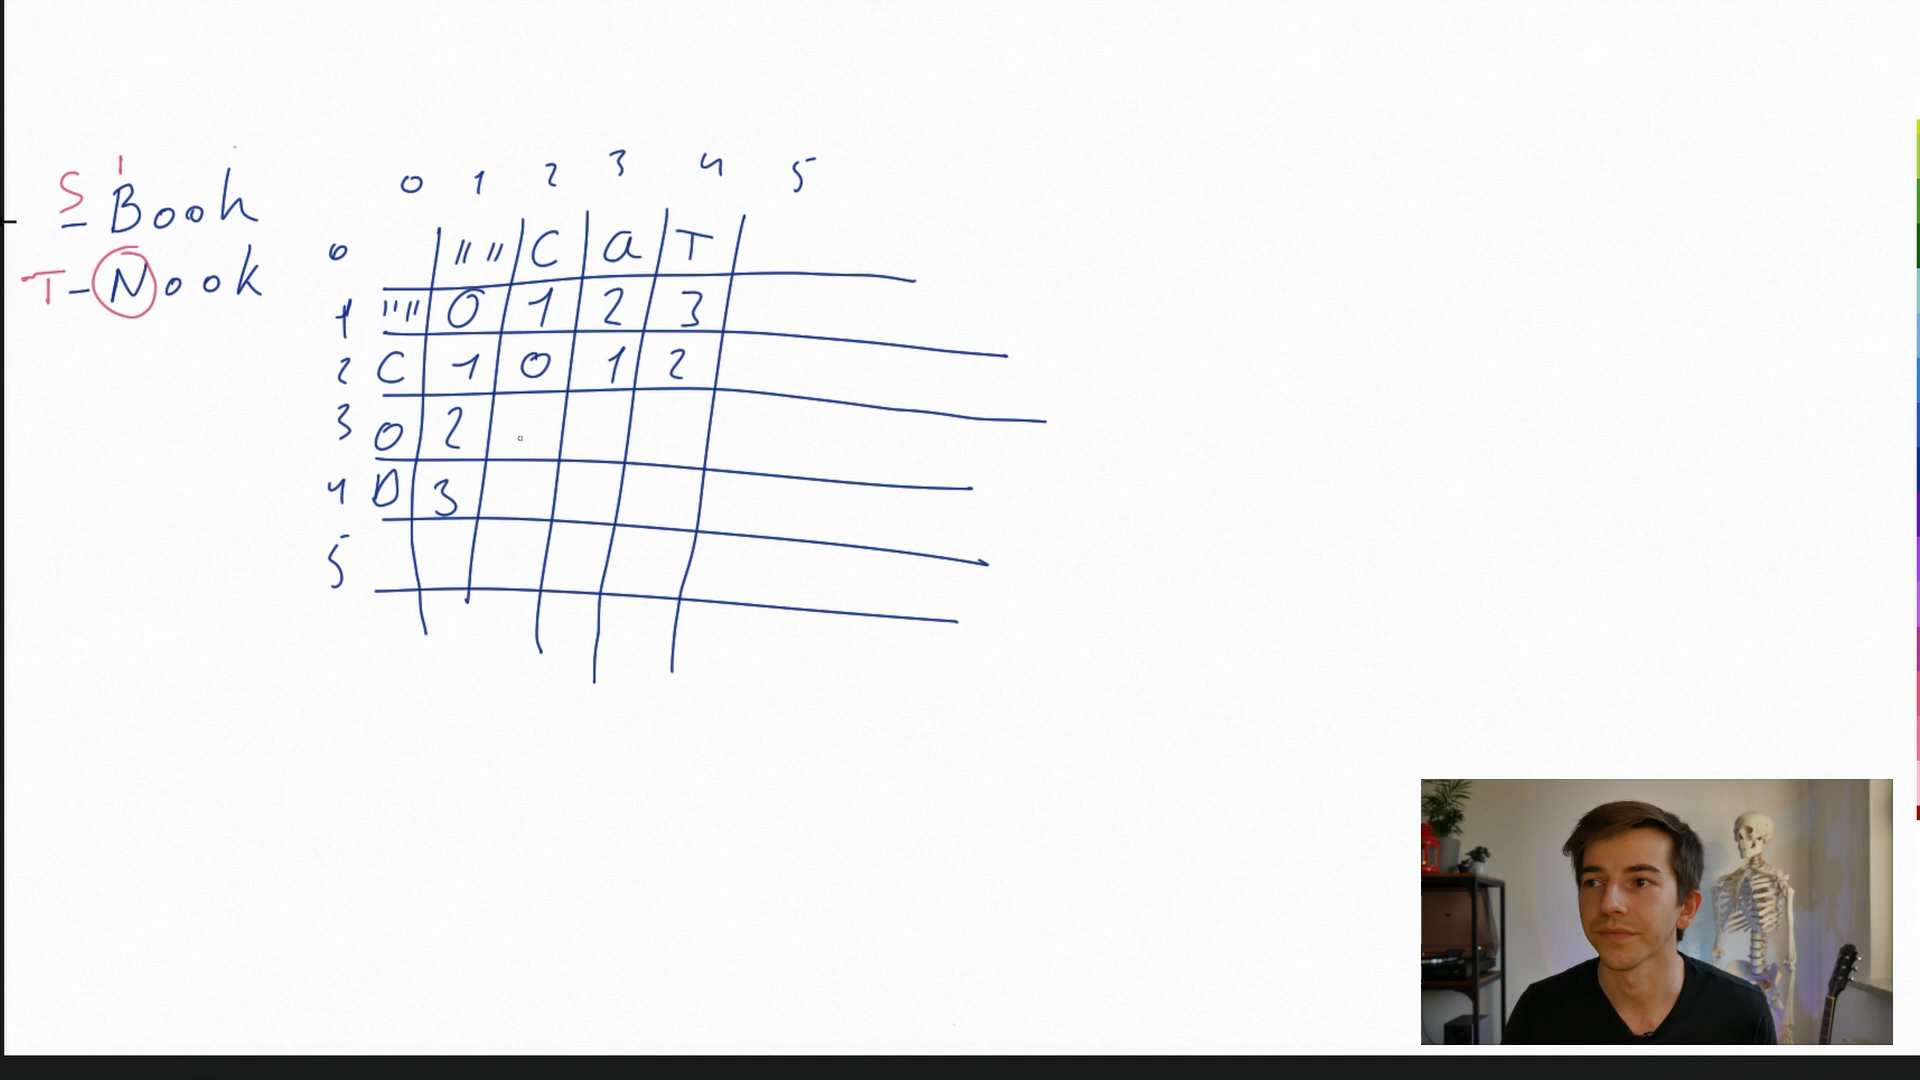 S 1
- Book
T - Nook
0 1 2 3 4 5
0 "" C a T
1 "" 0 1 2 3
2 C 1 0 1 2
3 O 2
4 D 3
5